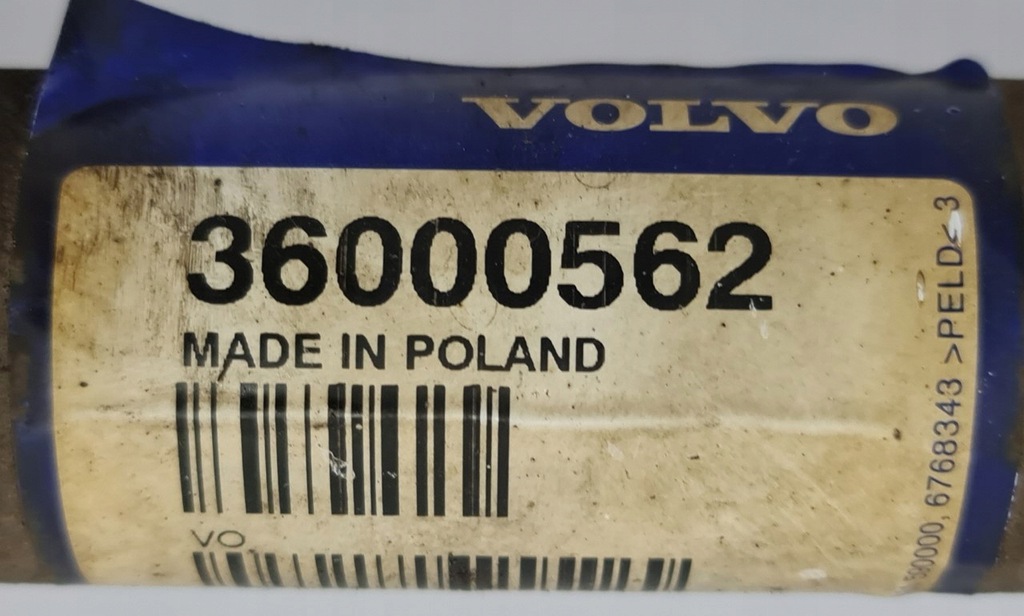 VOLVO
36000562
MADE IN POLAND
VO
6768343 >PELD< 3